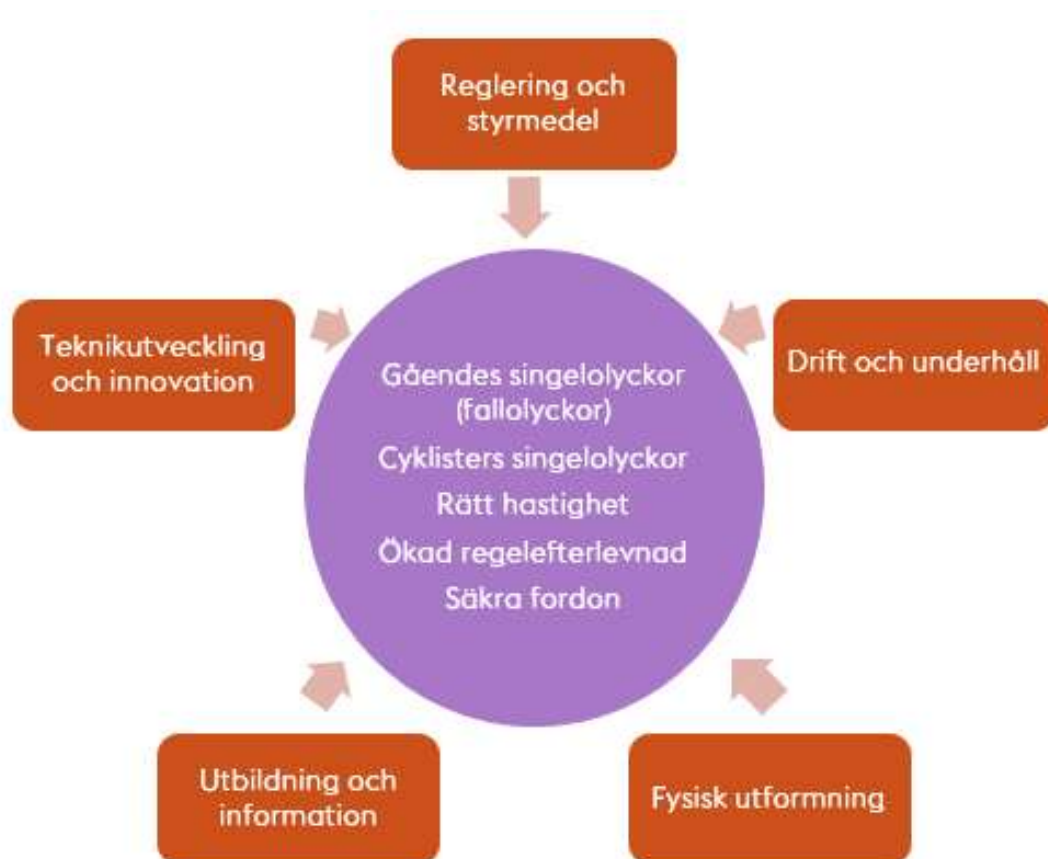 Reglering och
styrmedel
Teknikutveckling
och innovation
Drift och underhåll
Gåendes singelolyckor
(fallolyckor)
Cyklisters singelolyckor
Rätt hastighet
Ökad regelefterlevnad
Säkra fordon
Utbildning och
information
Fysisk utformning